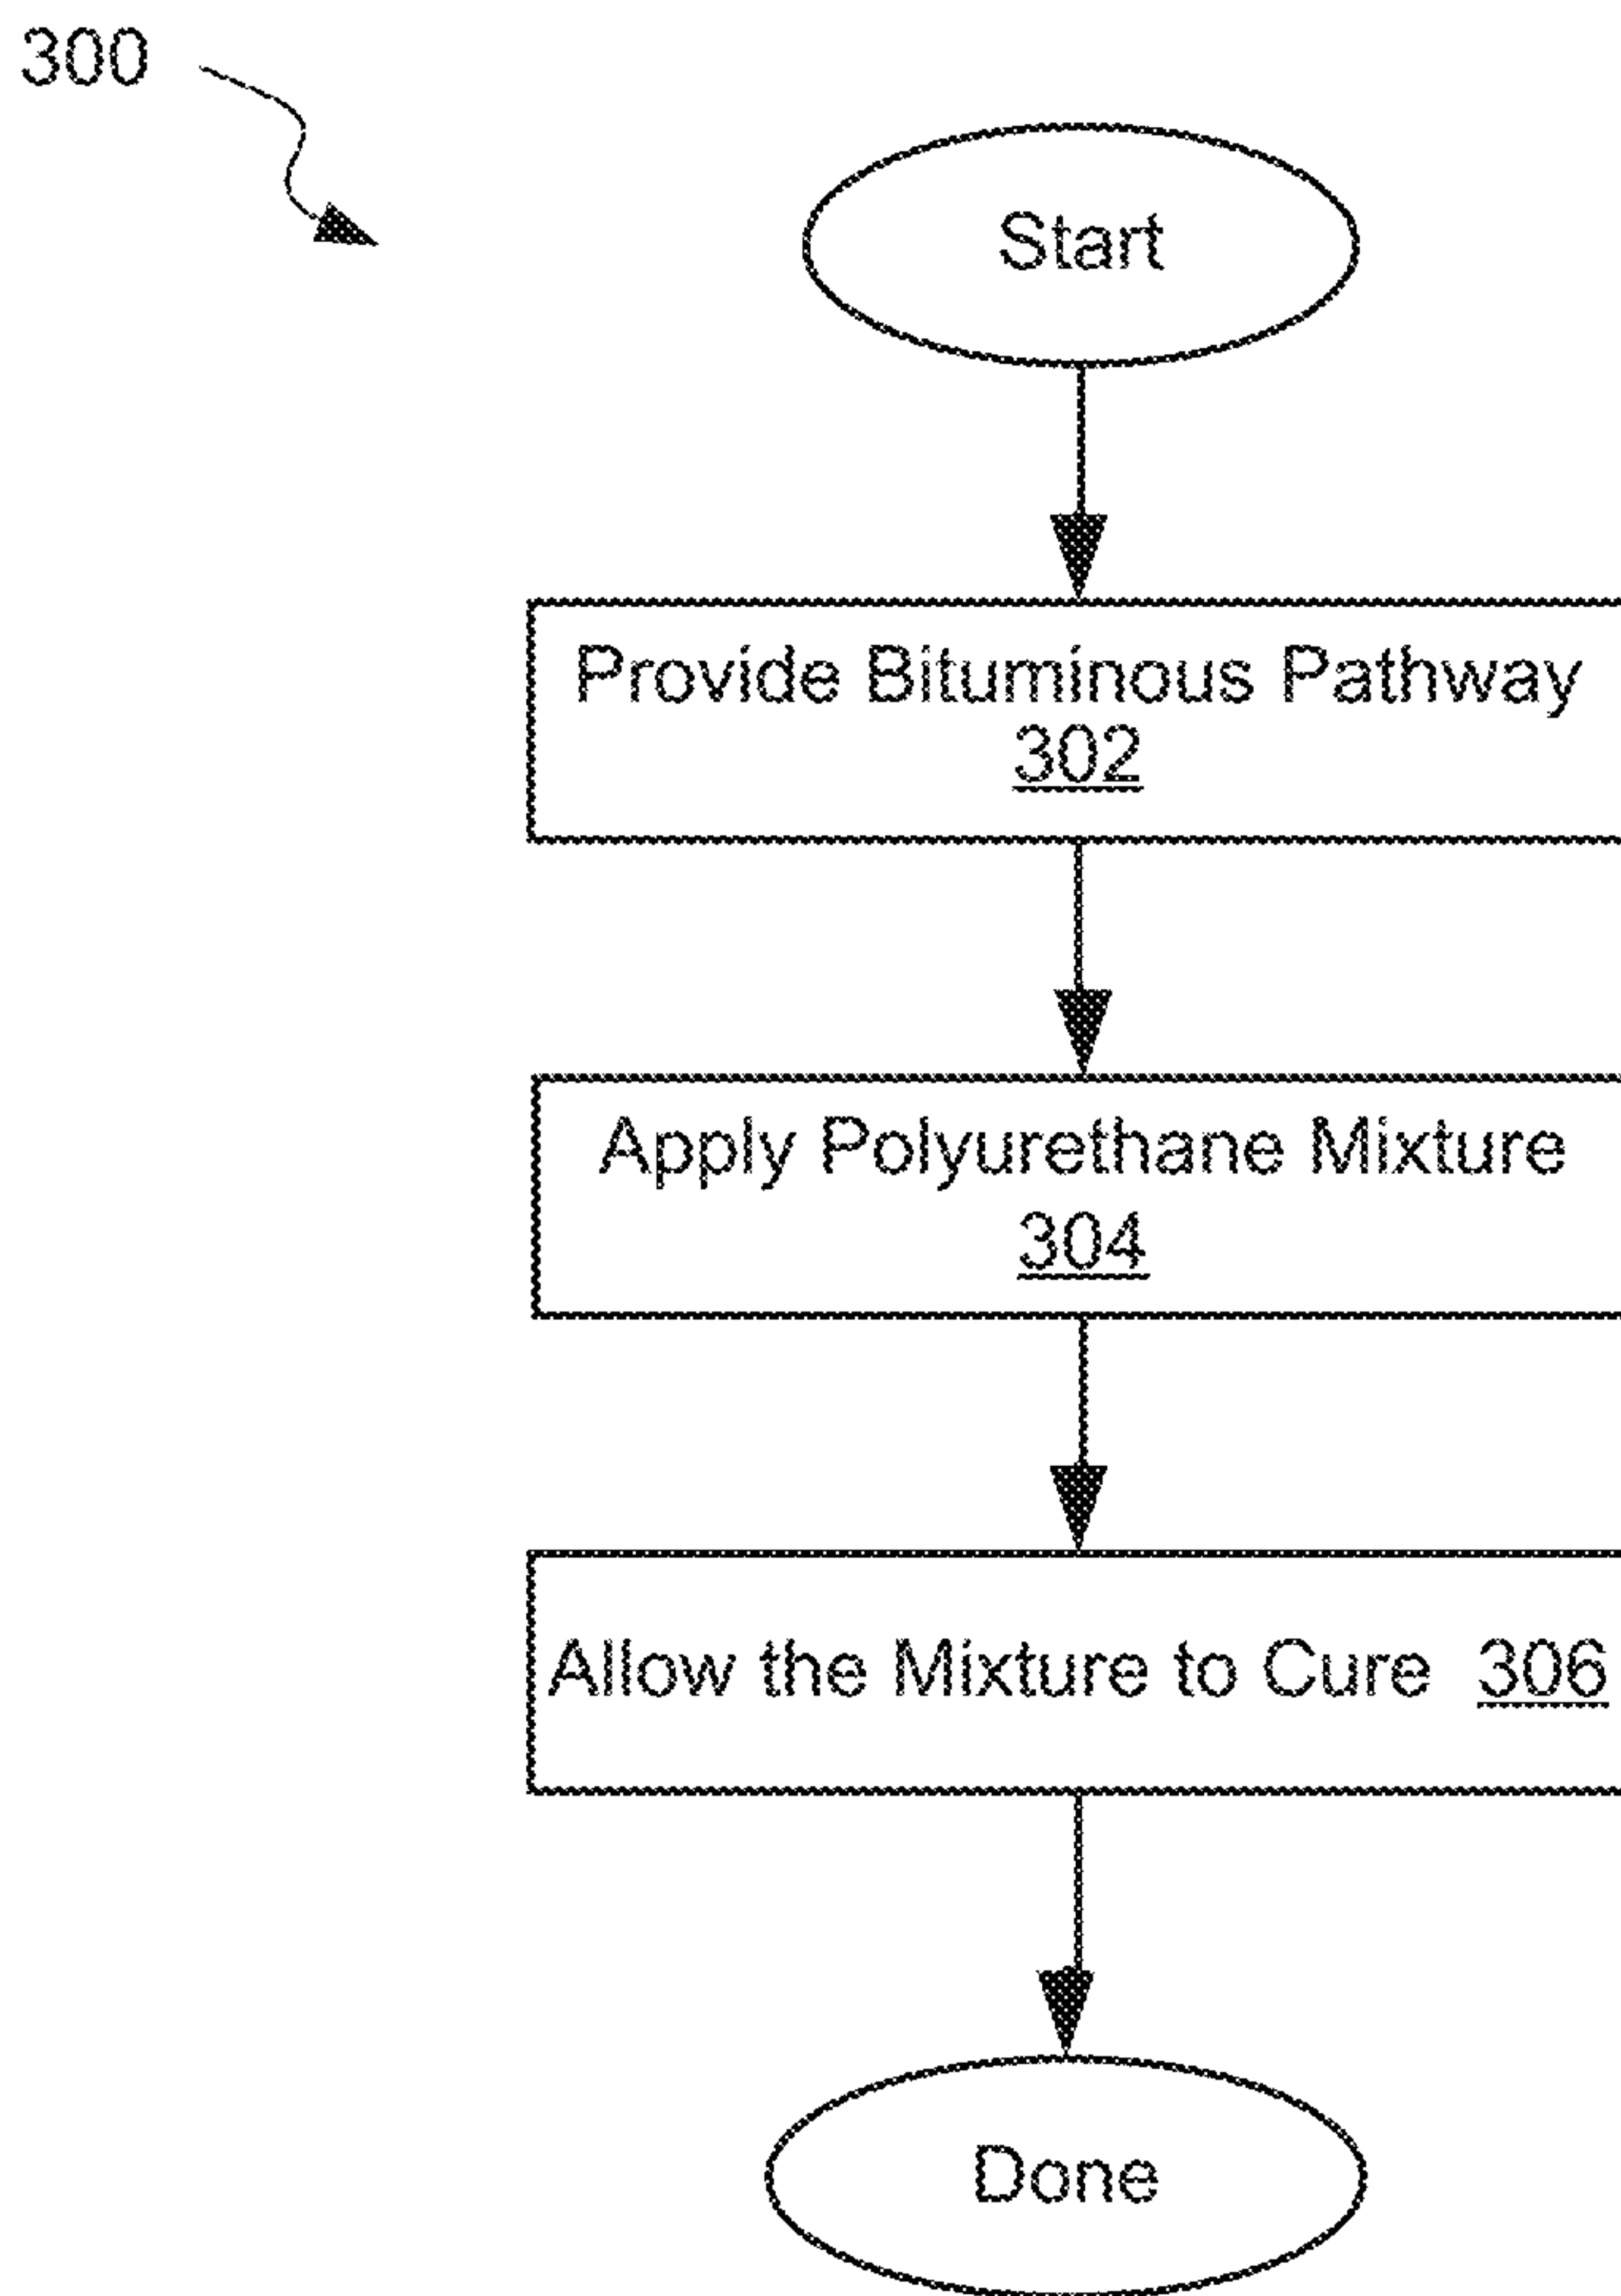 300
Start
Provide Bituminous Pathway
302
Apply Polyurethane Mixture
304
Allow the Mixture to Cure 306
Done